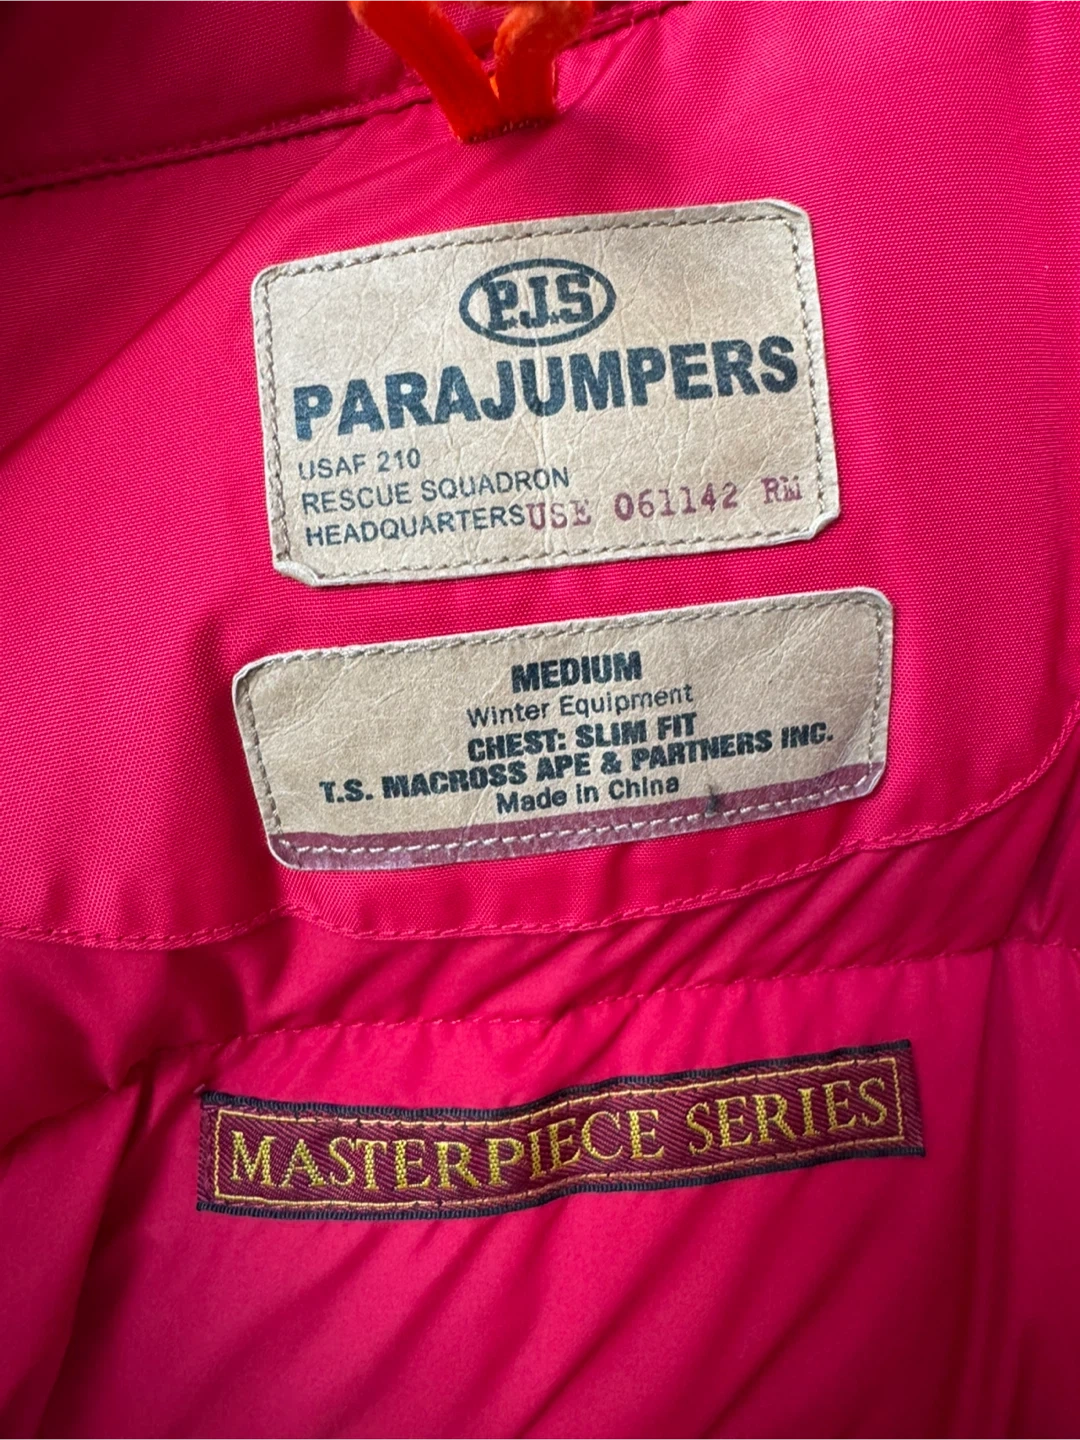 P.J.S
PARAJUMPERS
USAF 210
RESCUE SQUADRON
HEADQUARTERS USE 061142 RM
MEDIUM
Winter Equipment
CHEST: SLIM FIT
T.S. MACROSS APE & PARTNERS INC.
Made in China
MASTERPIECE SERIES